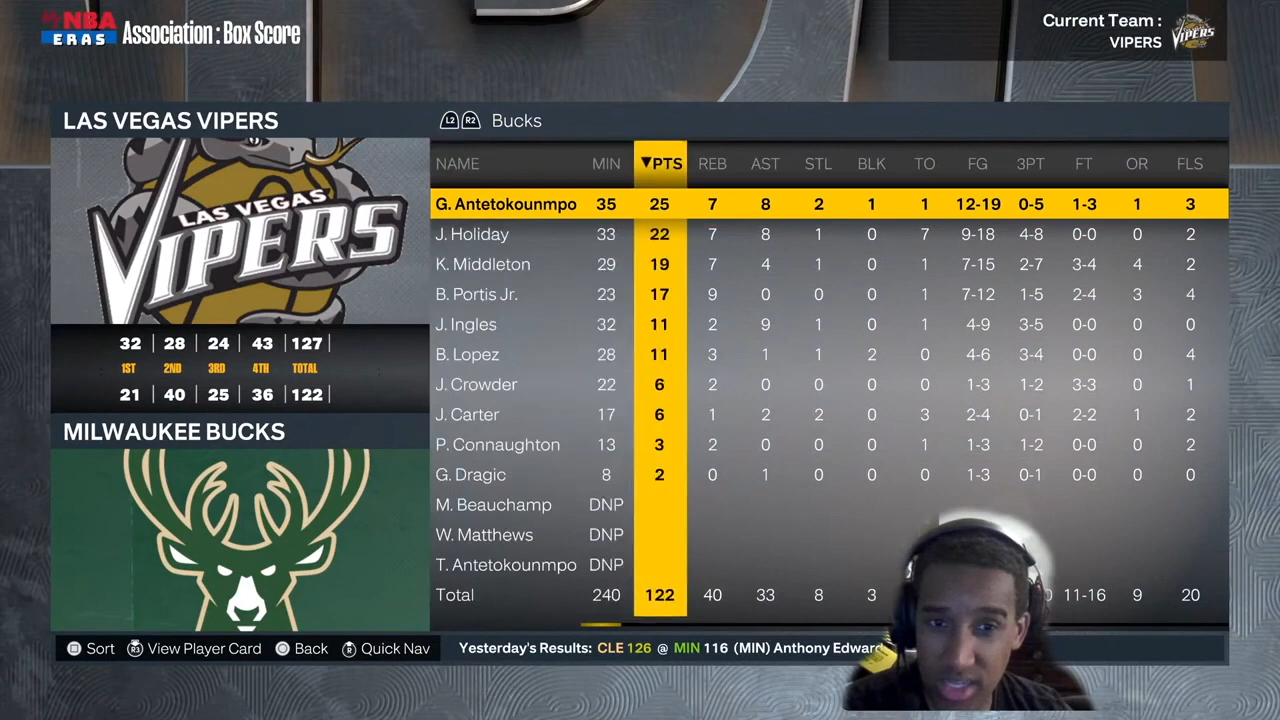 MyNBA ERAS Association : Box Score
Current Team :
VIPERS
VIPERS
LAS VEGAS VIPERS
LAS VEGAS
VIPERS
32 28 24 43 127
1ST 2ND 3RD 4TH TOTAL
21 40 25 36 122
MILWAUKEE BUCKS
L2 R2 Bucks
NAME MIN ▼PTS REB AST STL BLK TO FG 3PT FT OR FLS
G. Antetokounmpo 35 25 7 8 2 1 1 12-19 0-5 1-3 1 3
J. Holiday 33 22 7 8 1 0 7 9-18 4-8 0-0 0 2
K. Middleton 29 19 7 4 1 0 1 7-15 2-7 3-4 4 2
B. Portis Jr. 23 17 9 0 0 0 1 7-12 1-5 2-4 3 4
J. Ingles 32 11 2 9 1 0 1 4-9 3-5 0-0 0 0
B. Lopez 28 11 3 1 1 2 0 4-6 3-4 0-0 0 4
J. Crowder 22 6 2 0 0 0 0 1-3 1-2 3-3 0 1
J. Carter 17 6 1 2 2 0 3 2-4 0-1 2-2 1 2
P. Connaughton 13 3 2 0 0 0 1 1-3 1-2 0-0 0 2
G. Dragic 8 2 0 1 0 0 0 1-3 0-1 0-0 0 0
M. Beauchamp DNP
W. Matthews DNP
T. Antetokounmpo DNP
Total 240 122 40 33 8 3 11-16 9 20
Sort R3 View Player Card Back R Quick Nav
Yesterday's Results: CLE 126 @ MIN 116 (MIN) Anthony Edward